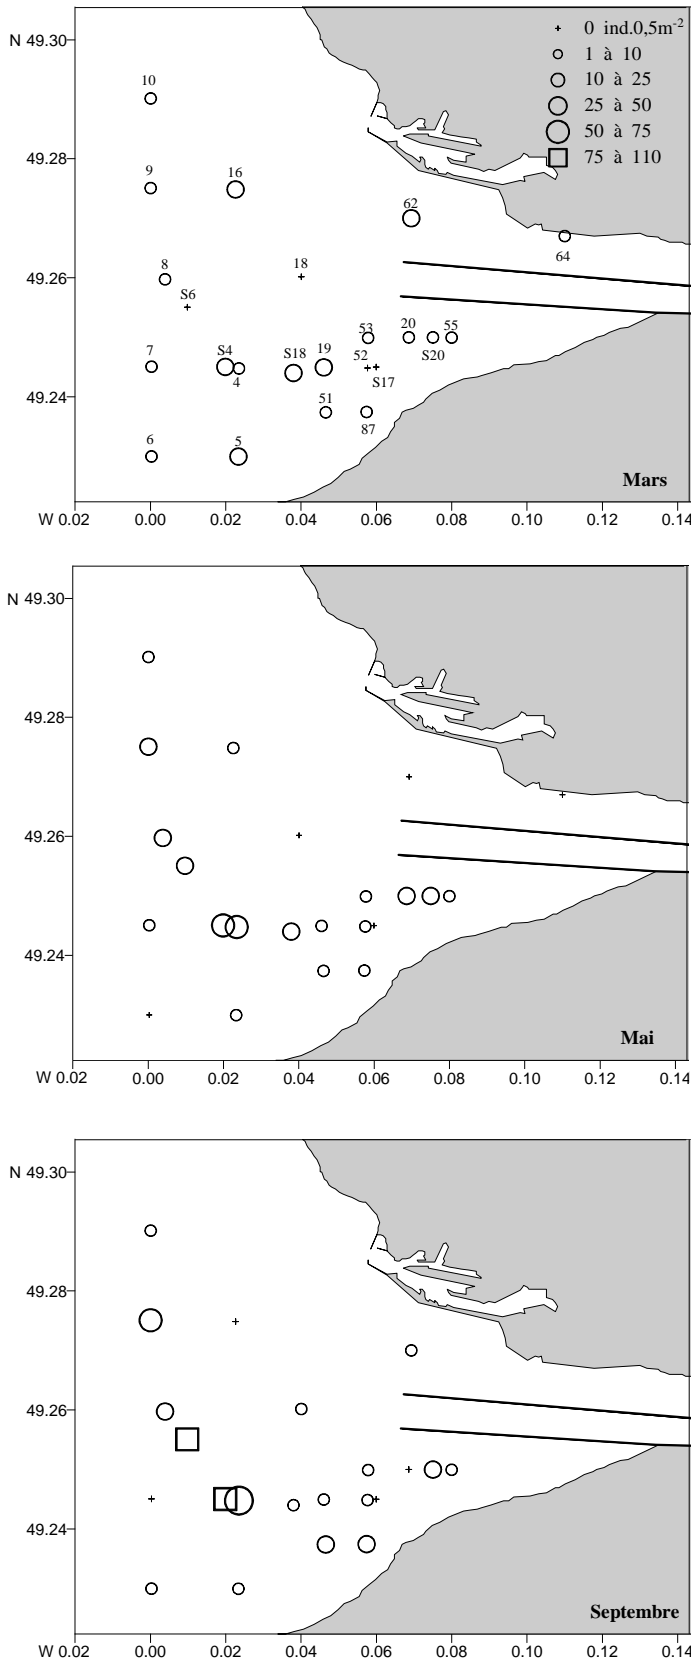 N 49.30
49.28
49.26
49.24
0 ind.0,5m-2
1 à 10
10 à 25
25 à 50
50 à 75
75 à 110
10
9
16
62
64
8
18
S6
53
20
55
7
S4
S18
19
52
S20
4
S17
51
87
6
5
Mars
W 0.02
0.00
0.02
0.04
0.06
0.08
0.10
0.12
0.14
N 49.30
49.28
49.26
49.24
Mai
W 0.02
0.00
0.02
0.04
0.06
0.08
0.10
0.12
0.14
N 49.30
49.28
49.26
49.24
Septembre
W 0.02
0.00
0.02
0.04
0.06
0.08
0.10
0.12
0.14